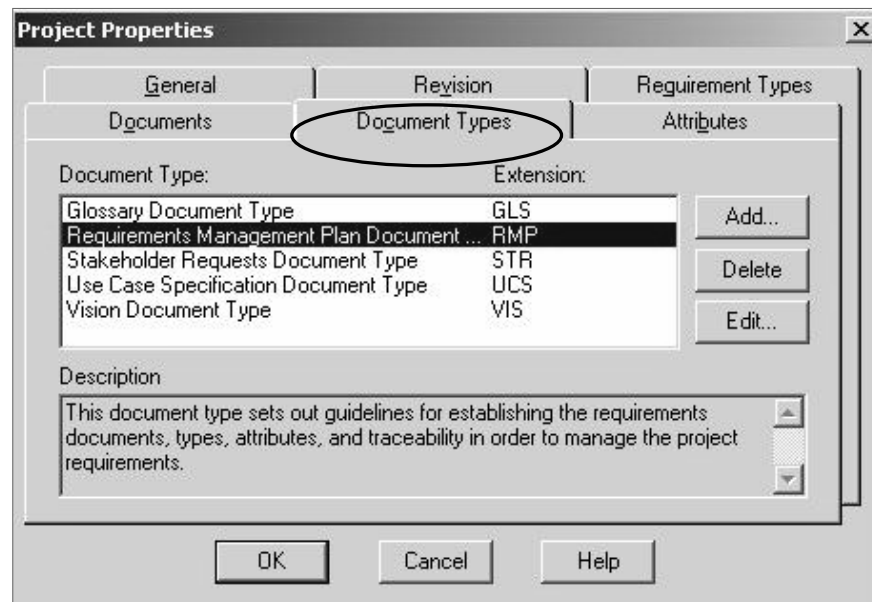 Project Properties
General Revision Requirement Types
Documents Document Types Attributes
Document Type: Extension:
Glossary Document Type GLS
Requirements Management Plan Document ... RMP
Stakeholder Requests Document Type STR
Use Case Specification Document Type UCS
Vision Document Type VIS
Add...
Delete
Edit...
Description
This document type sets out guidelines for establishing the requirements
documents, types, attributes, and traceability in order to manage the project
requirements.
OK Cancel Help